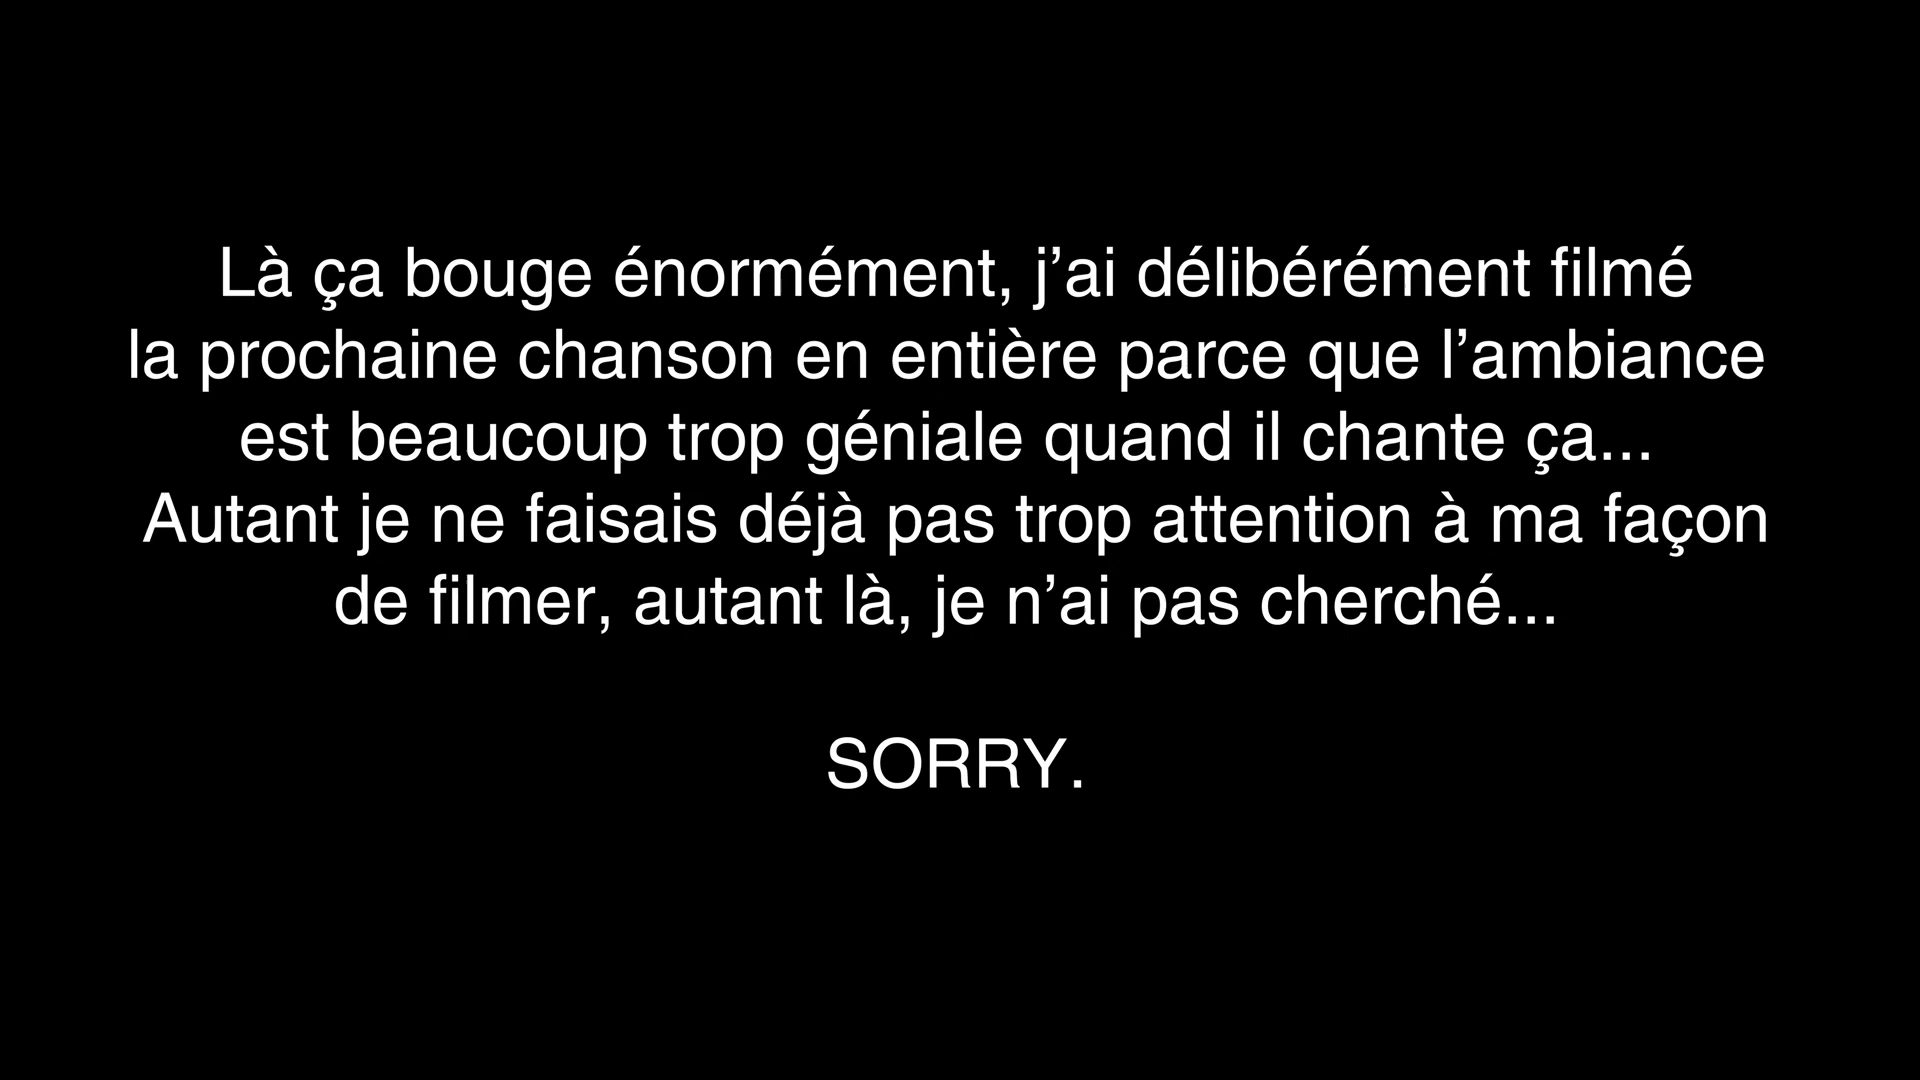 Là ça bouge énormément, j’ai délibérément filmé
la prochaine chanson en entière parce que l’ambiance
est beaucoup trop géniale quand il chante ça...
Autant je ne faisais déjà pas trop attention à ma façon
de filmer, autant là, je n’ai pas cherché...
SORRY.